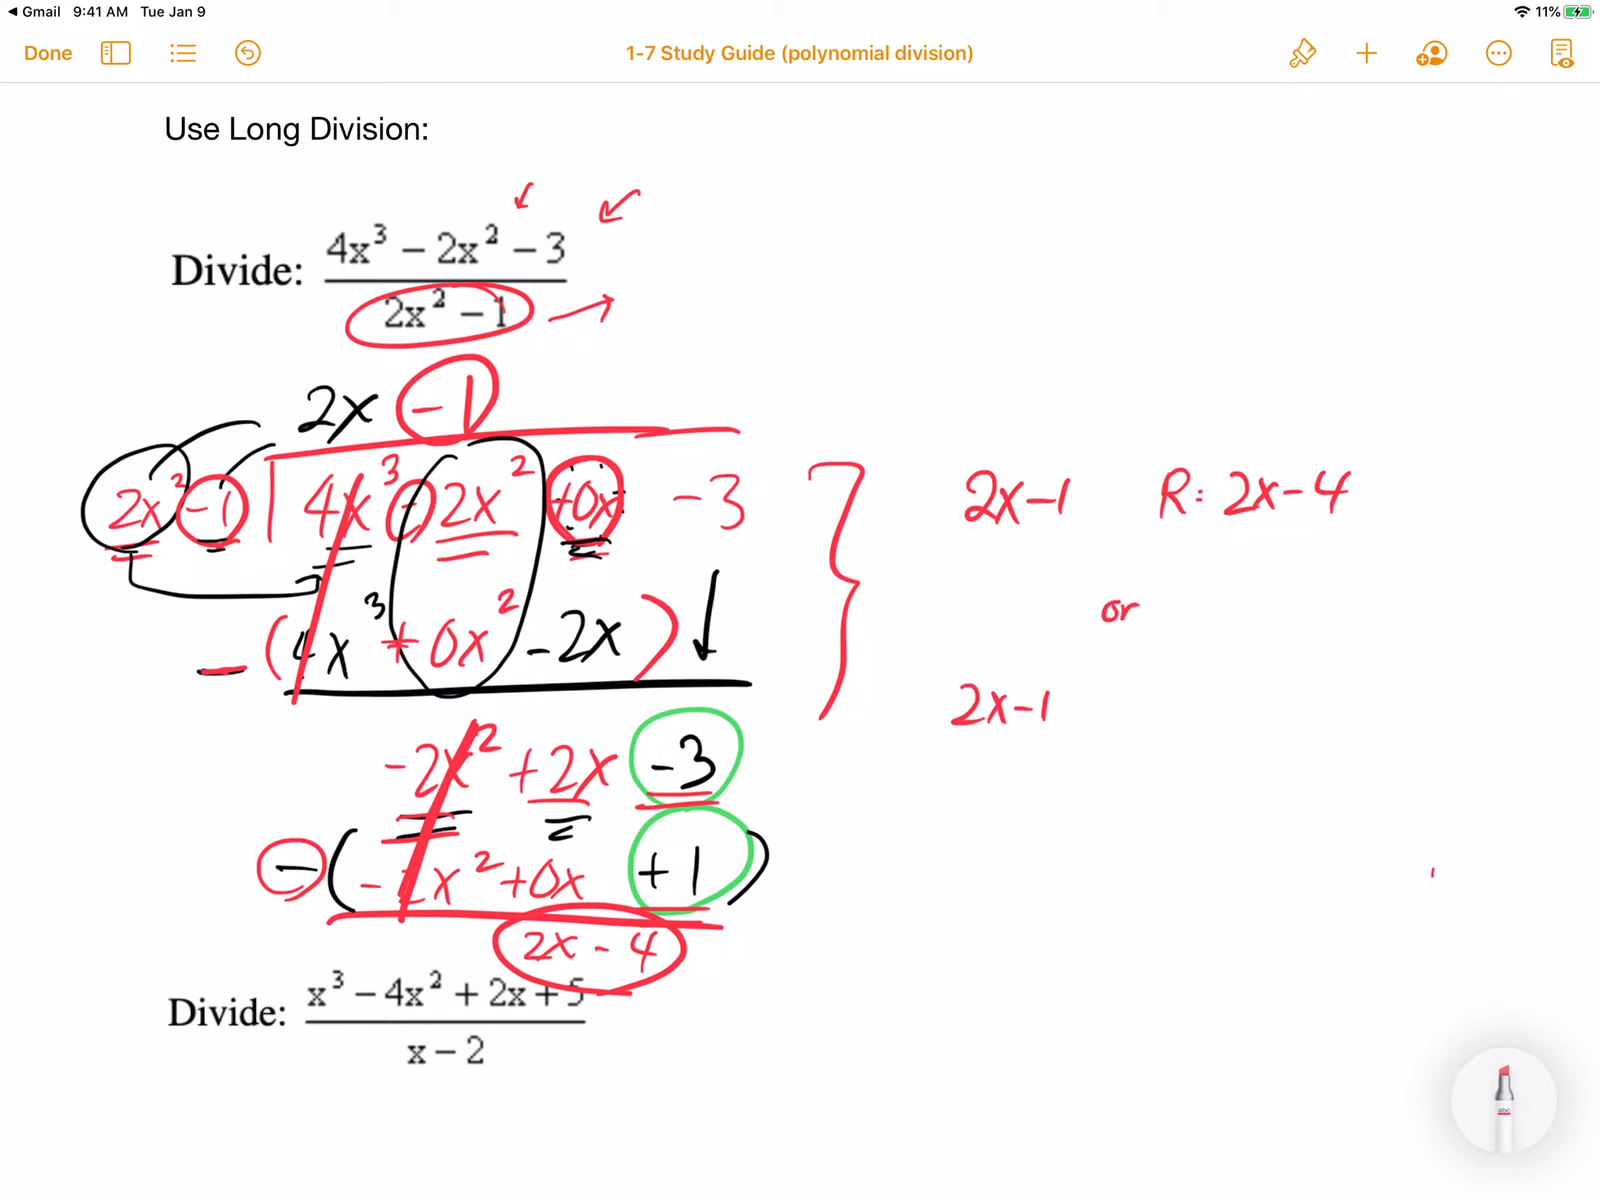 Gmail 9:41 AM Tue Jan 9 11%
Done 1-7 Study Guide (polynomial division)
Use Long Division:
Divide: 4x³ − 2x² − 3
2x² − 1
2x −1
2x² −1 4x³ − 2x² +0x −3
−(4x³ +0x² −2x)
−2x² +2x −3
−(−2x² +0x +1)
2x − 4
2x−1 R: 2x−4
or
2x−1
Divide: x³ − 4x² + 2x + 5
x − 2
abc